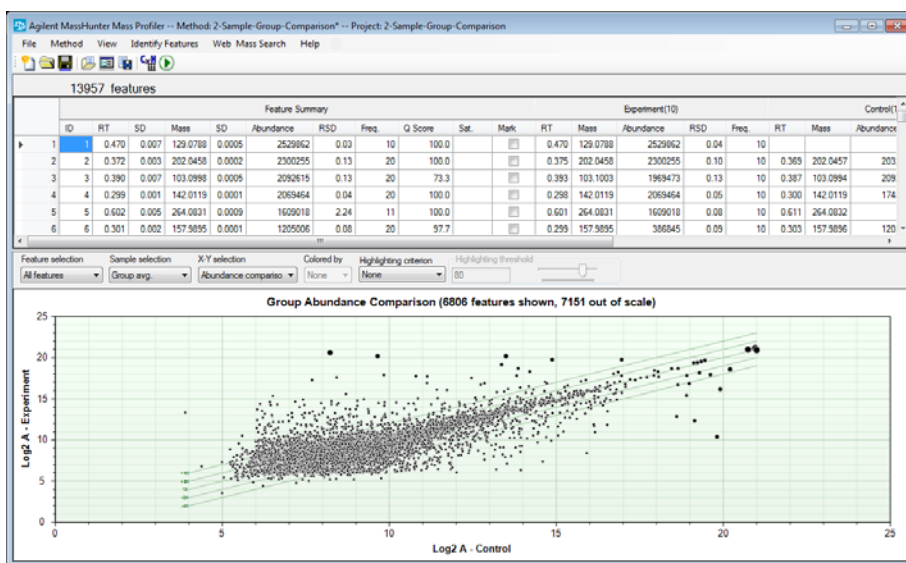 Agilent MassHunter Mass Profiler -- Method: 2-Sample-Group-Comparison* -- Project: 2-Sample-Group-Comparison
File Method View Identify Features Web Mass Search Help
13957 features
Feature Summary Experiment(10) Control(1
ID RT SD Mass SD Abundance RSD Freq. Q Score Sat. Mark RT Mass Abundance RSD Freq. RT Mass Abundance
1 1 0.470 0.007 129.0788 0.0005 2529862 0.03 10 100.0 0.470 129.0788 2529862 0.04 10
2 2 0.372 0.003 202.0458 0.0002 2300255 0.13 20 100.0 0.375 202.0458 2300255 0.10 10 0.369 202.0457 203
3 3 0.390 0.007 103.0998 0.0005 2092615 0.13 20 73.3 0.393 103.1003 1969473 0.13 10 0.387 103.0994 209
4 4 0.299 0.001 142.0119 0.0001 2069464 0.04 20 100.0 0.298 142.0119 2069464 0.05 10 0.300 142.0119 174
5 5 0.602 0.005 264.0831 0.0009 1609018 2.24 11 100.0 0.601 264.0831 1609018 0.08 10 0.611 264.0832
6 6 0.301 0.002 157.9895 0.0001 1205006 0.08 20 97.7 0.299 157.9895 386845 0.09 10 0.303 157.9896 120
Feature selection Sample selection X-Y selection Colored by Highlighting criterion Highlighting threshold
All features Group avg. Abundance compariso None None 80
Group Abundance Comparison (6806 features shown, 7151 out of scale)
25
20
15
10
5
0
Log2 A - Experiment
0 5 10 15 20 25
Log2 A - Control